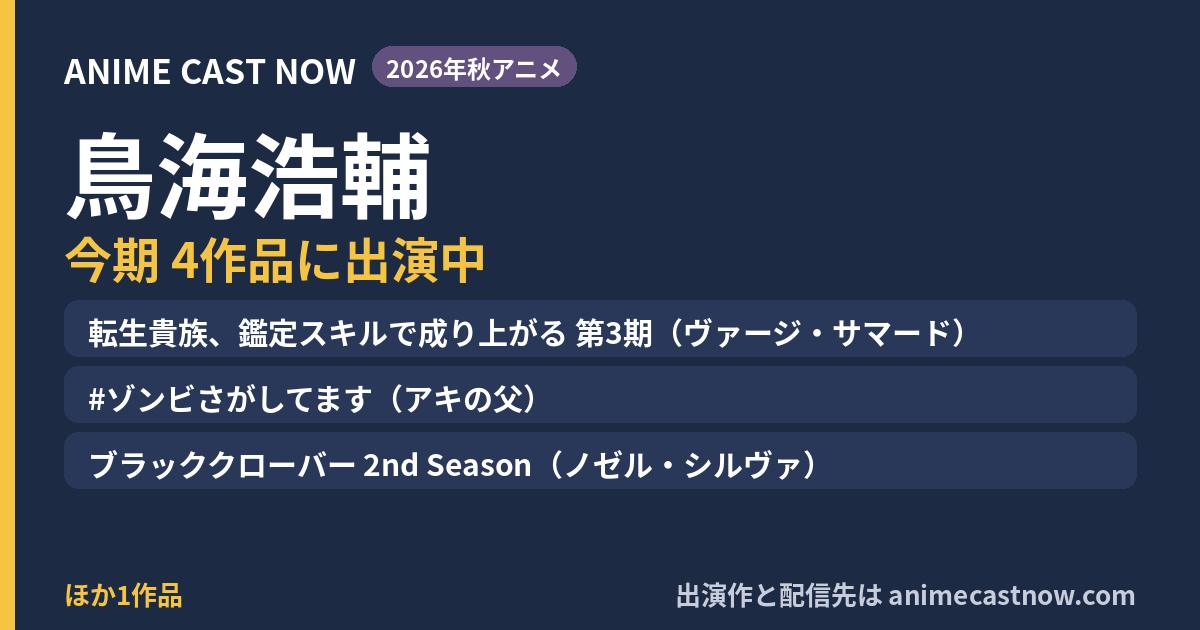 ANIME CAST NOW 2026年秋アニメ
鳥海浩輔
今期 4作品に出演中
転生貴族、鑑定スキルで成り上がる 第3期（ヴァージ・サマード）
#ゾンビさがしてます（アキの父）
ブラッククローバー 2nd Season（ノゼル・シルヴァ）
ほか1作品
出演作と配信先は animecastnow.com